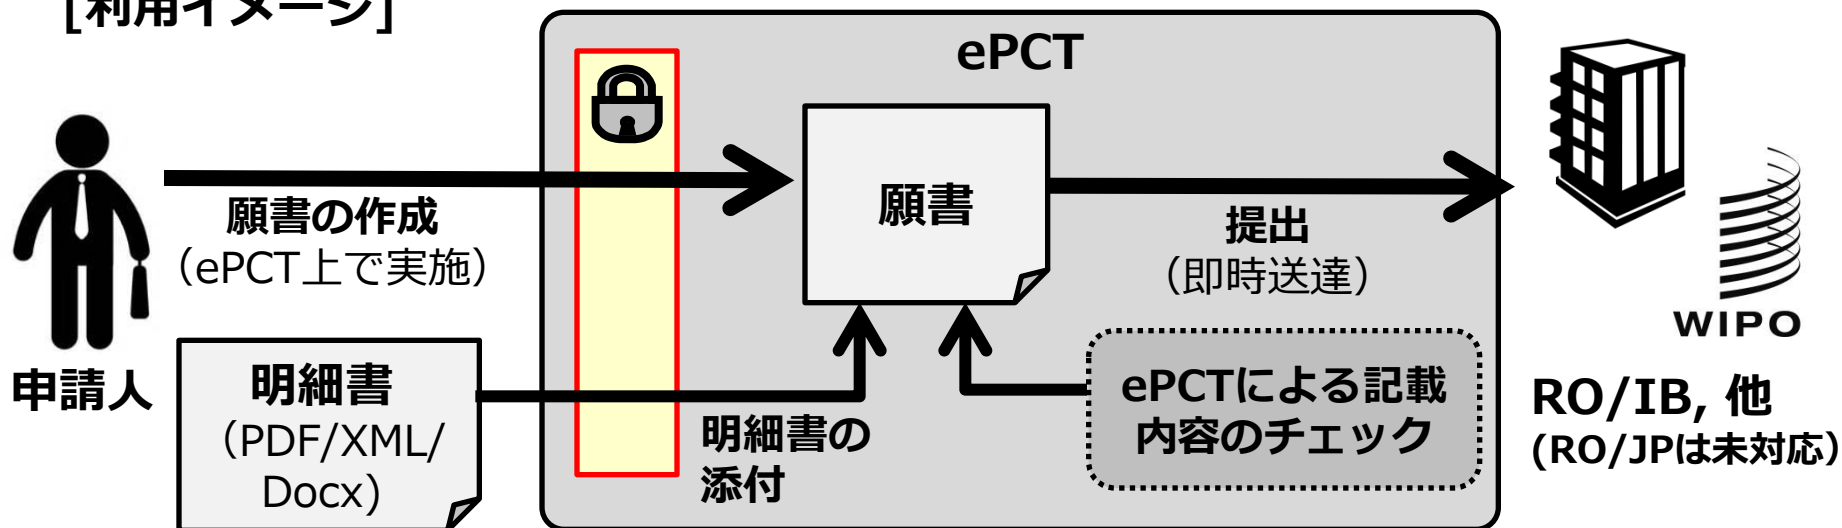 [利用イメージ]
ePCT
願書の作成
（ePCT上で実施）
願書
提出
（即時送達）
申請人
明細書
（PDF/XML/
Docx）
明細書の
添付
ePCTによる記載
内容のチェック
WIPO
RO/IB, 他
(RO/JPは未対応）